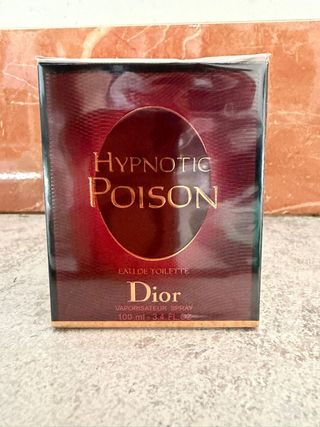 HYPNOTIC
POISON
EAU DE TOILETTE
Dior
VAPORISATEUR SPRAY
100 ml - 3.4 FL.OZ